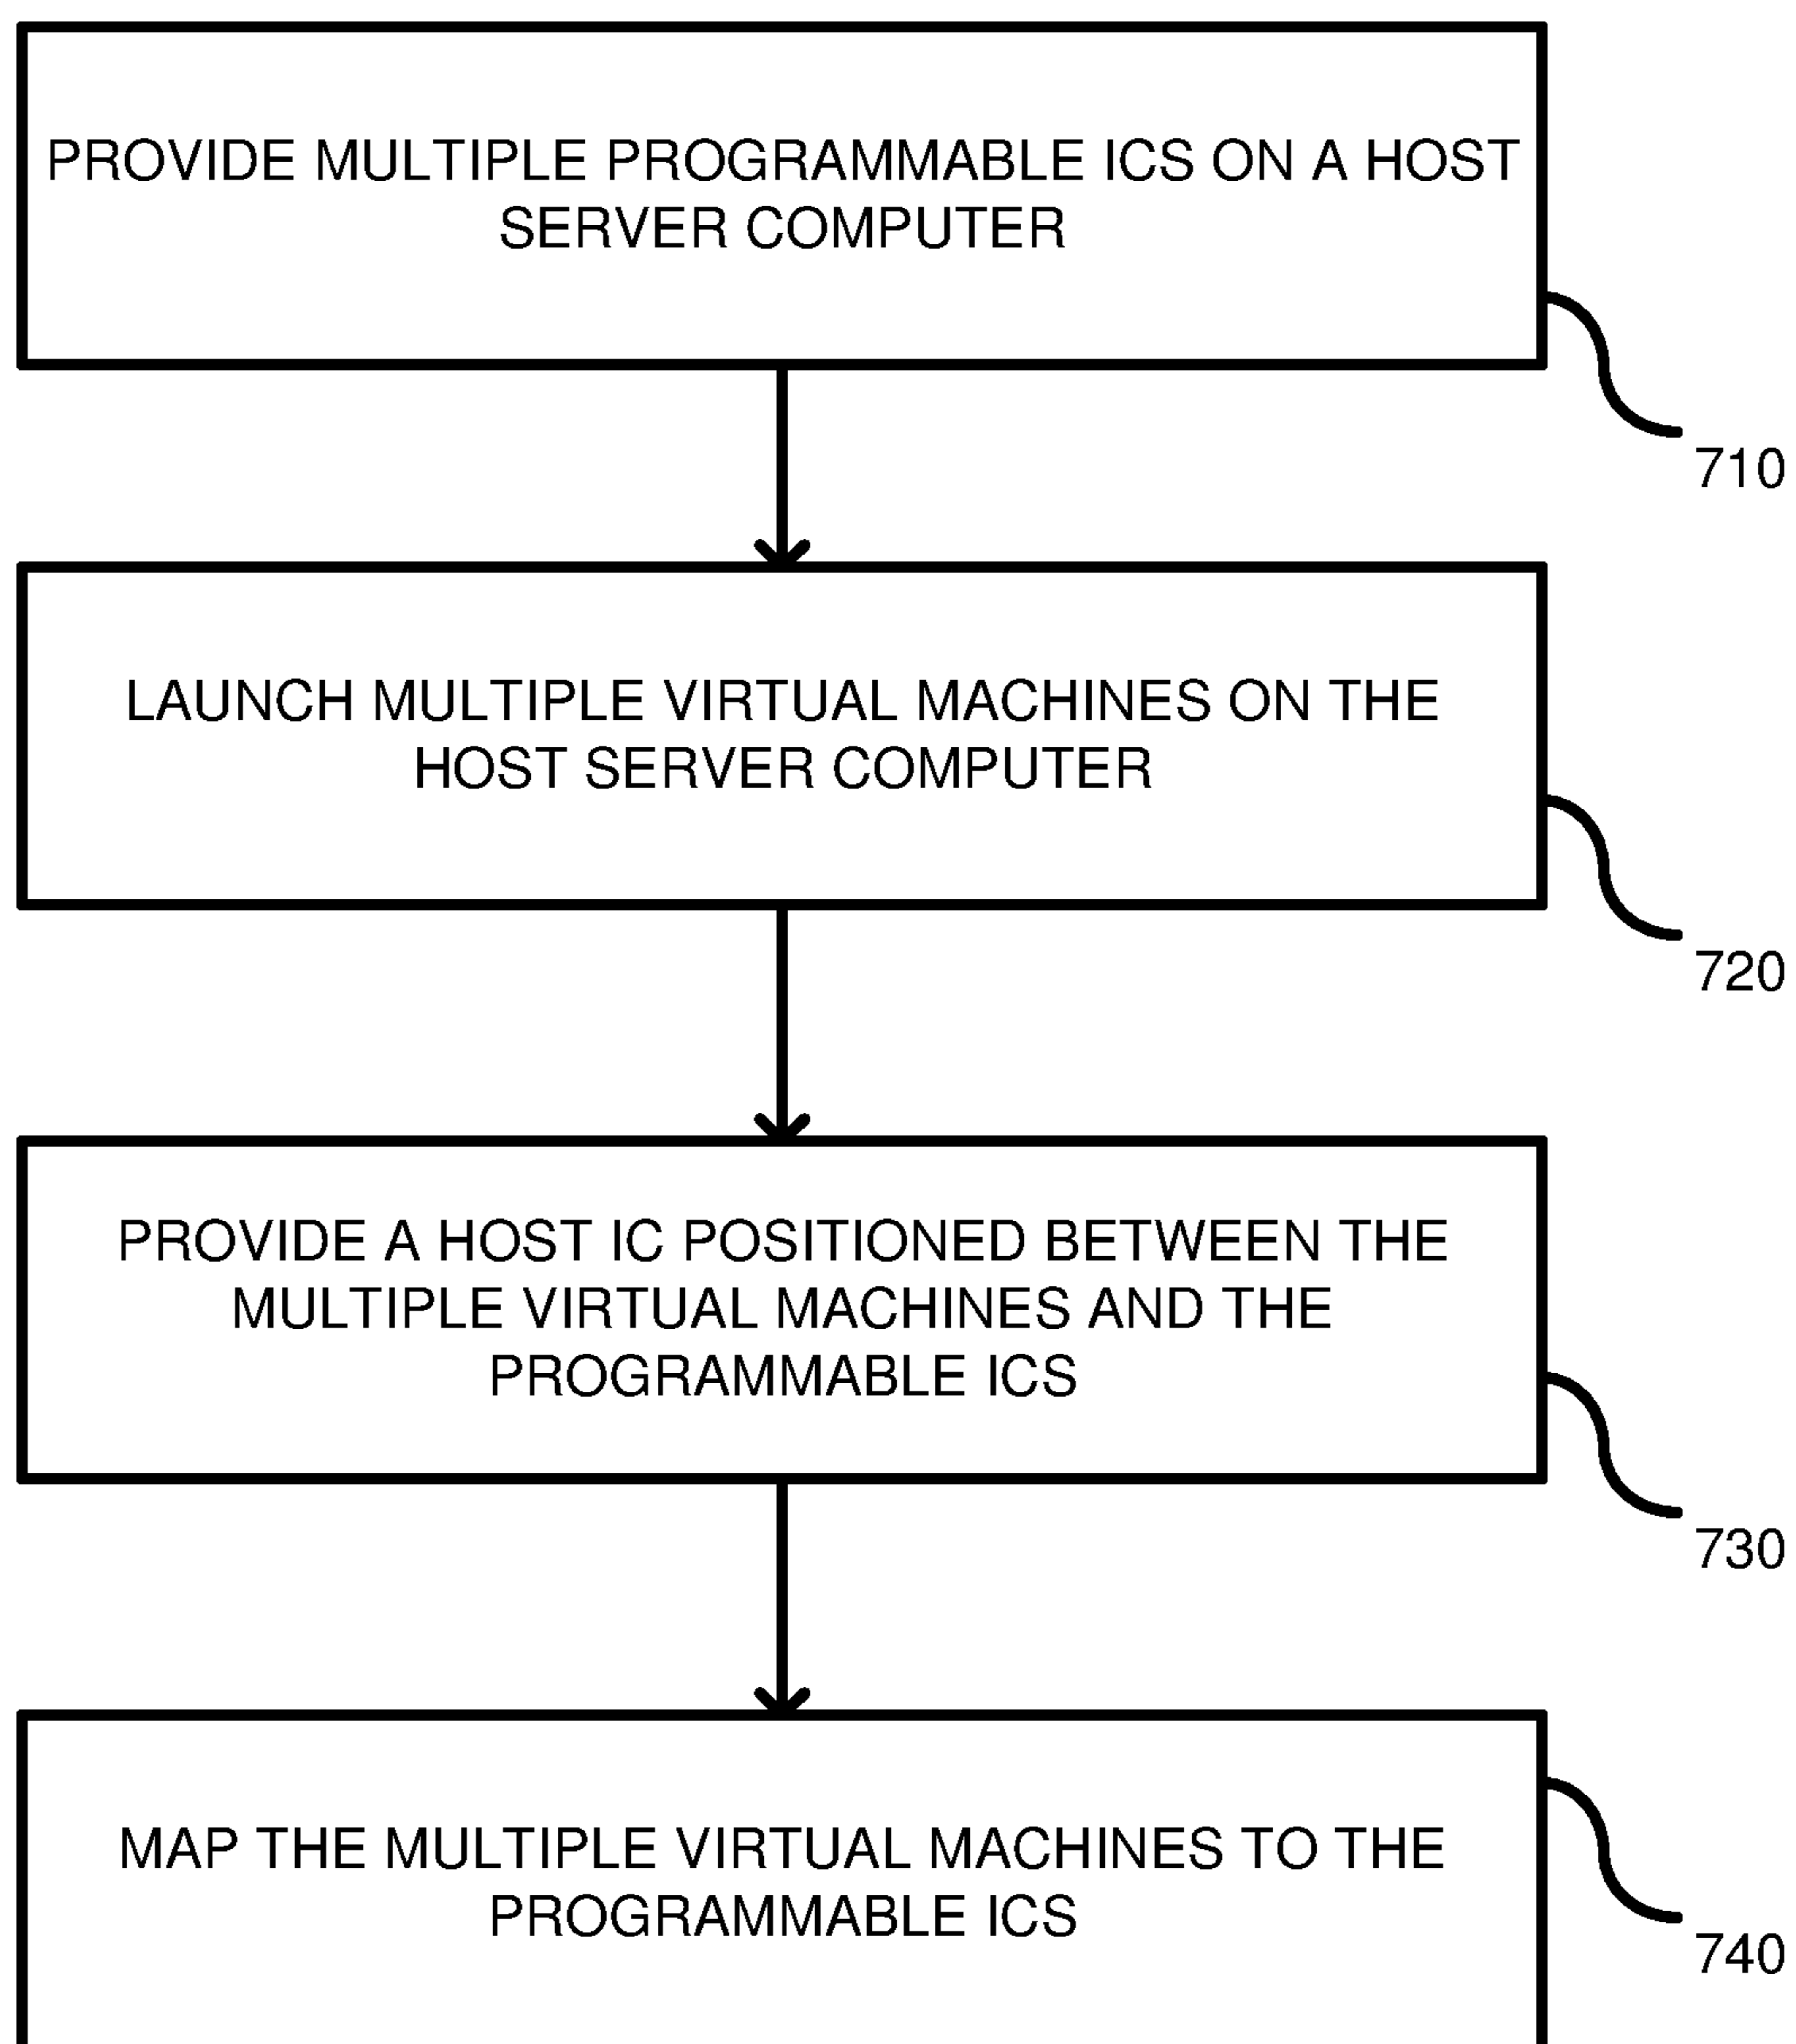 PROVIDE MULTIPLE PROGRAMMABLE ICS ON A HOST
SERVER COMPUTER
710
LAUNCH MULTIPLE VIRTUAL MACHINES ON THE
HOST SERVER COMPUTER
720
PROVIDE A HOST IC POSITIONED BETWEEN THE
MULTIPLE VIRTUAL MACHINES AND THE
PROGRAMMABLE ICS
730
MAP THE MULTIPLE VIRTUAL MACHINES TO THE
PROGRAMMABLE ICS
740